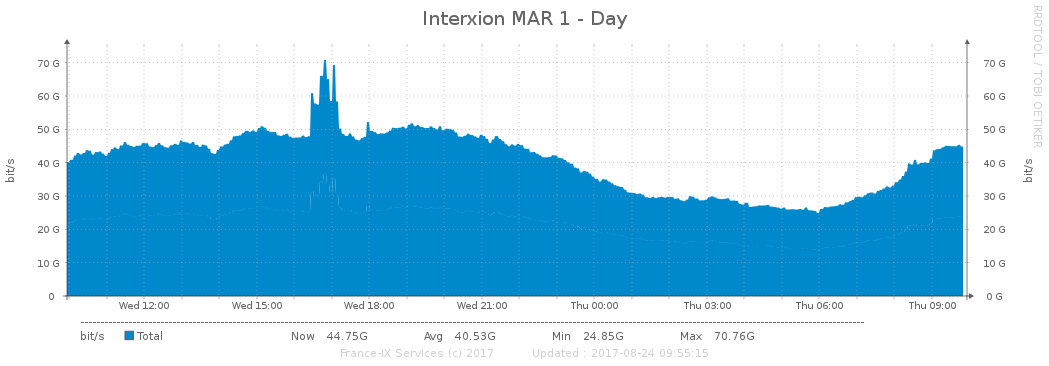 Interxion MAR 1 - Day
RRDTOOL / TOBI OETIKER
bit/s
70 G 70 G
60 G 60 G
50 G 50 G
40 G 40 G
30 G 30 G
20 G 20 G
10 G 10 G
0 0 G
bit/s
Wed 12:00 Wed 15:00 Wed 18:00 Wed 21:00 Thu 00:00 Thu 03:00 Thu 06:00 Thu 09:00
bit/s Total Now 44.75G Avg 40.53G Min 24.85G Max 70.76G
France-IX Services (c) 2017 Updated : 2017-08-24 09:55:15